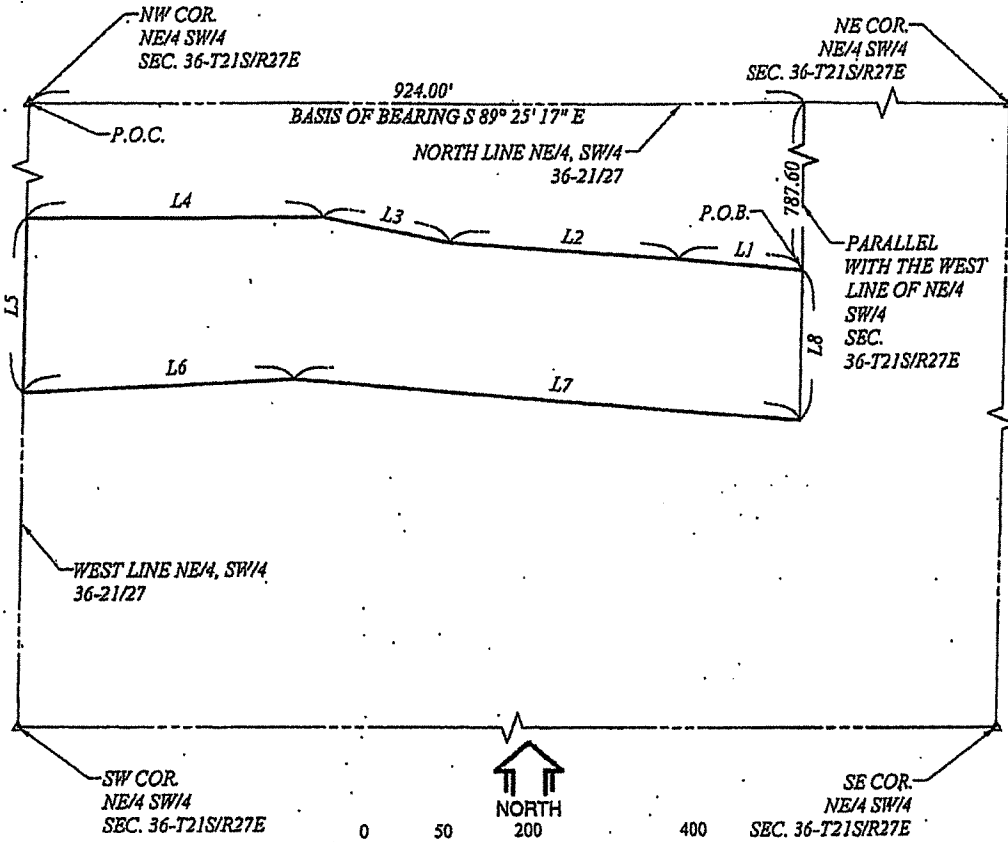 NW COR.
NE/4 SW/4
SEC. 36-T21S/R27E
NE COR.
NE/4 SW/4
SEC. 36-T21S/R27E
924.00'
BASIS OF BEARING S 89° 25' 17" E
P.O.C.
NORTH LINE NE/4, SW/4
36-21/27
787.60
L4
L3
L2
P.O.B.
L1
PARALLEL
WITH THE WEST
LINE OF NE/4
SW/4
SEC.
36-T21S/R27E
L5
L8
L6
L7
WEST LINE NE/4, SW/4
36-21/27
SW COR.
NE/4 SW/4
SEC. 36-T21S/R27E
NORTH
0 50 200 400
SE COR.
NE/4 SW/4
SEC. 36-T21S/R27E